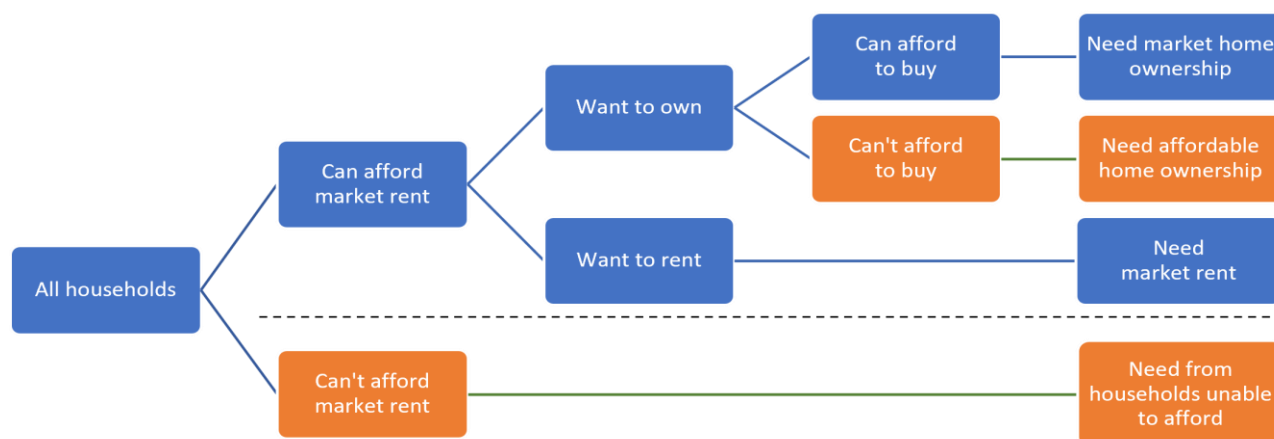 Can afford
to buy
Need market home
ownership
Want to own
Can't afford
to buy
Need affordable
home ownership
Can afford
market rent
Want to rent
Need
market rent
All households
Can't afford
market rent
Need from
households unable
to afford